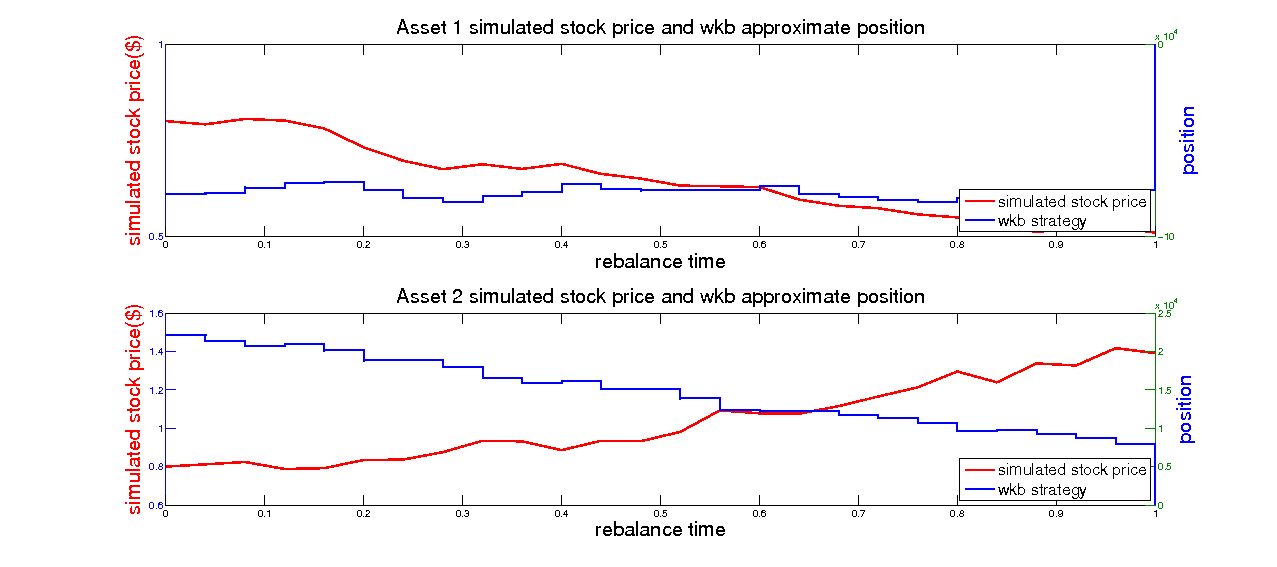 Asset 1 simulated stock price and wkb approximate position
x 10^4
1 0
simulated stock price($)
position
simulated stock price
wkb strategy
0.5 -10
0 0.1 0.2 0.3 0.4 0.5 0.6 0.7 0.8 0.9 1
rebalance time
Asset 2 simulated stock price and wkb approximate position
x 10^4
1.6 2.5
1.4 2
1.2 1.5
1 1
0.8 0.5
0.6 0
simulated stock price($)
position
simulated stock price
wkb strategy
0 0.1 0.2 0.3 0.4 0.5 0.6 0.7 0.8 0.9 1
rebalance time